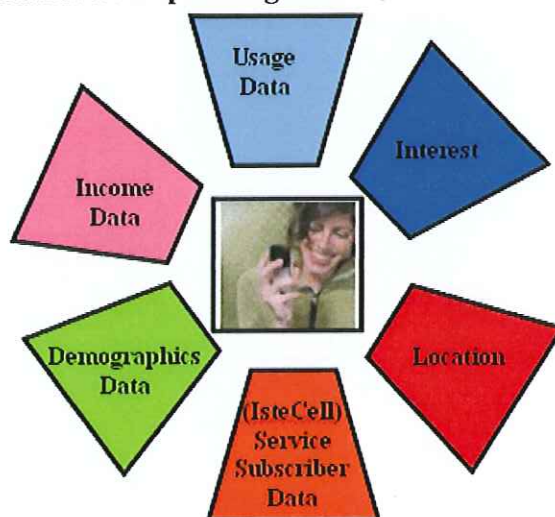 Usage
Data
Interest
Income
Data
Demographics
Data
Location
(IsteCell)
Service
Subscriber
Data